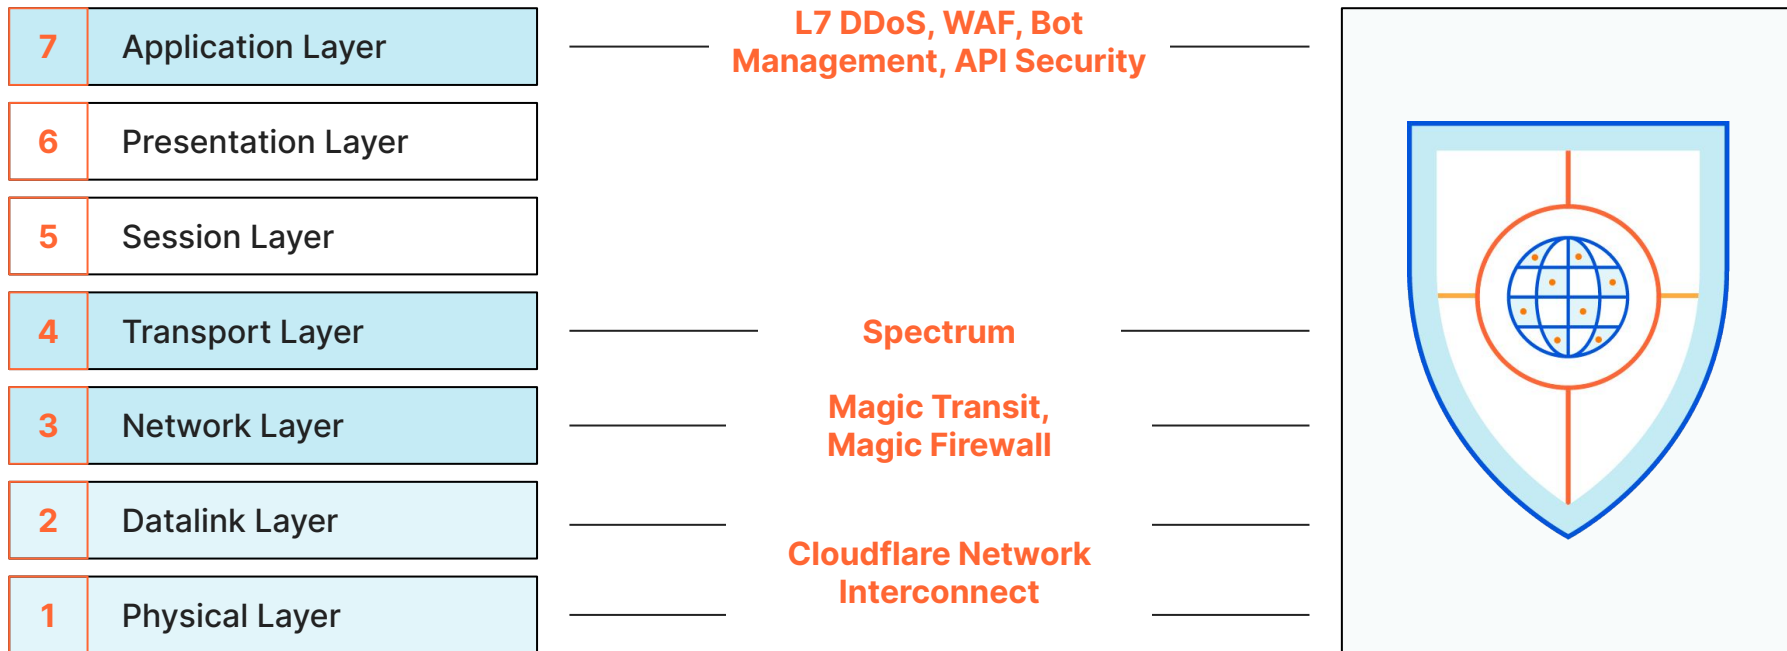 7 Application Layer
L7 DDoS, WAF, Bot
Management, API Security
6 Presentation Layer
5 Session Layer
4 Transport Layer
Spectrum
3 Network Layer
Magic Transit,
Magic Firewall
2 Datalink Layer
Cloudflare Network
Interconnect
1 Physical Layer